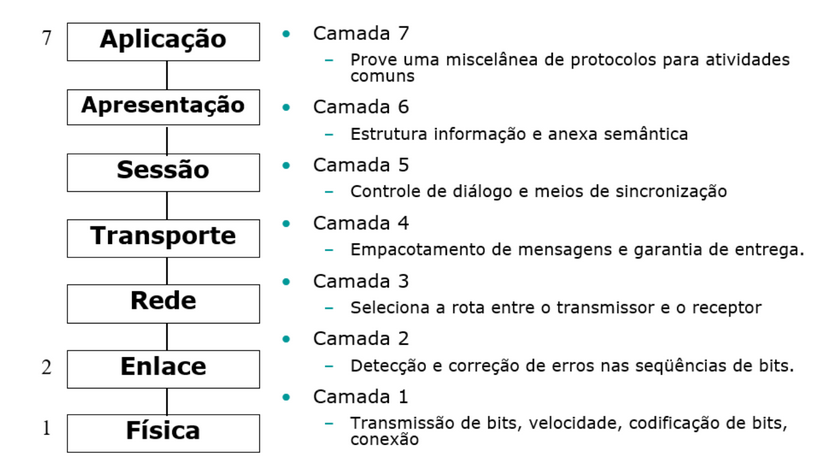 7
Aplicação
Apresentação
Sessão
Transporte
Rede
2
Enlace
1
Física
• Camada 7
– Prove uma miscelânea de protocolos para atividades
comuns
• Camada 6
– Estrutura informação e anexa semântica
• Camada 5
– Controle de diálogo e meios de sincronização
• Camada 4
– Empacotamento de mensagens e garantia de entrega.
• Camada 3
– Seleciona a rota entre o transmissor e o receptor
• Camada 2
– Detecção e correção de erros nas seqüências de bits.
• Camada 1
– Transmissão de bits, velocidade, codificação de bits,
conexão